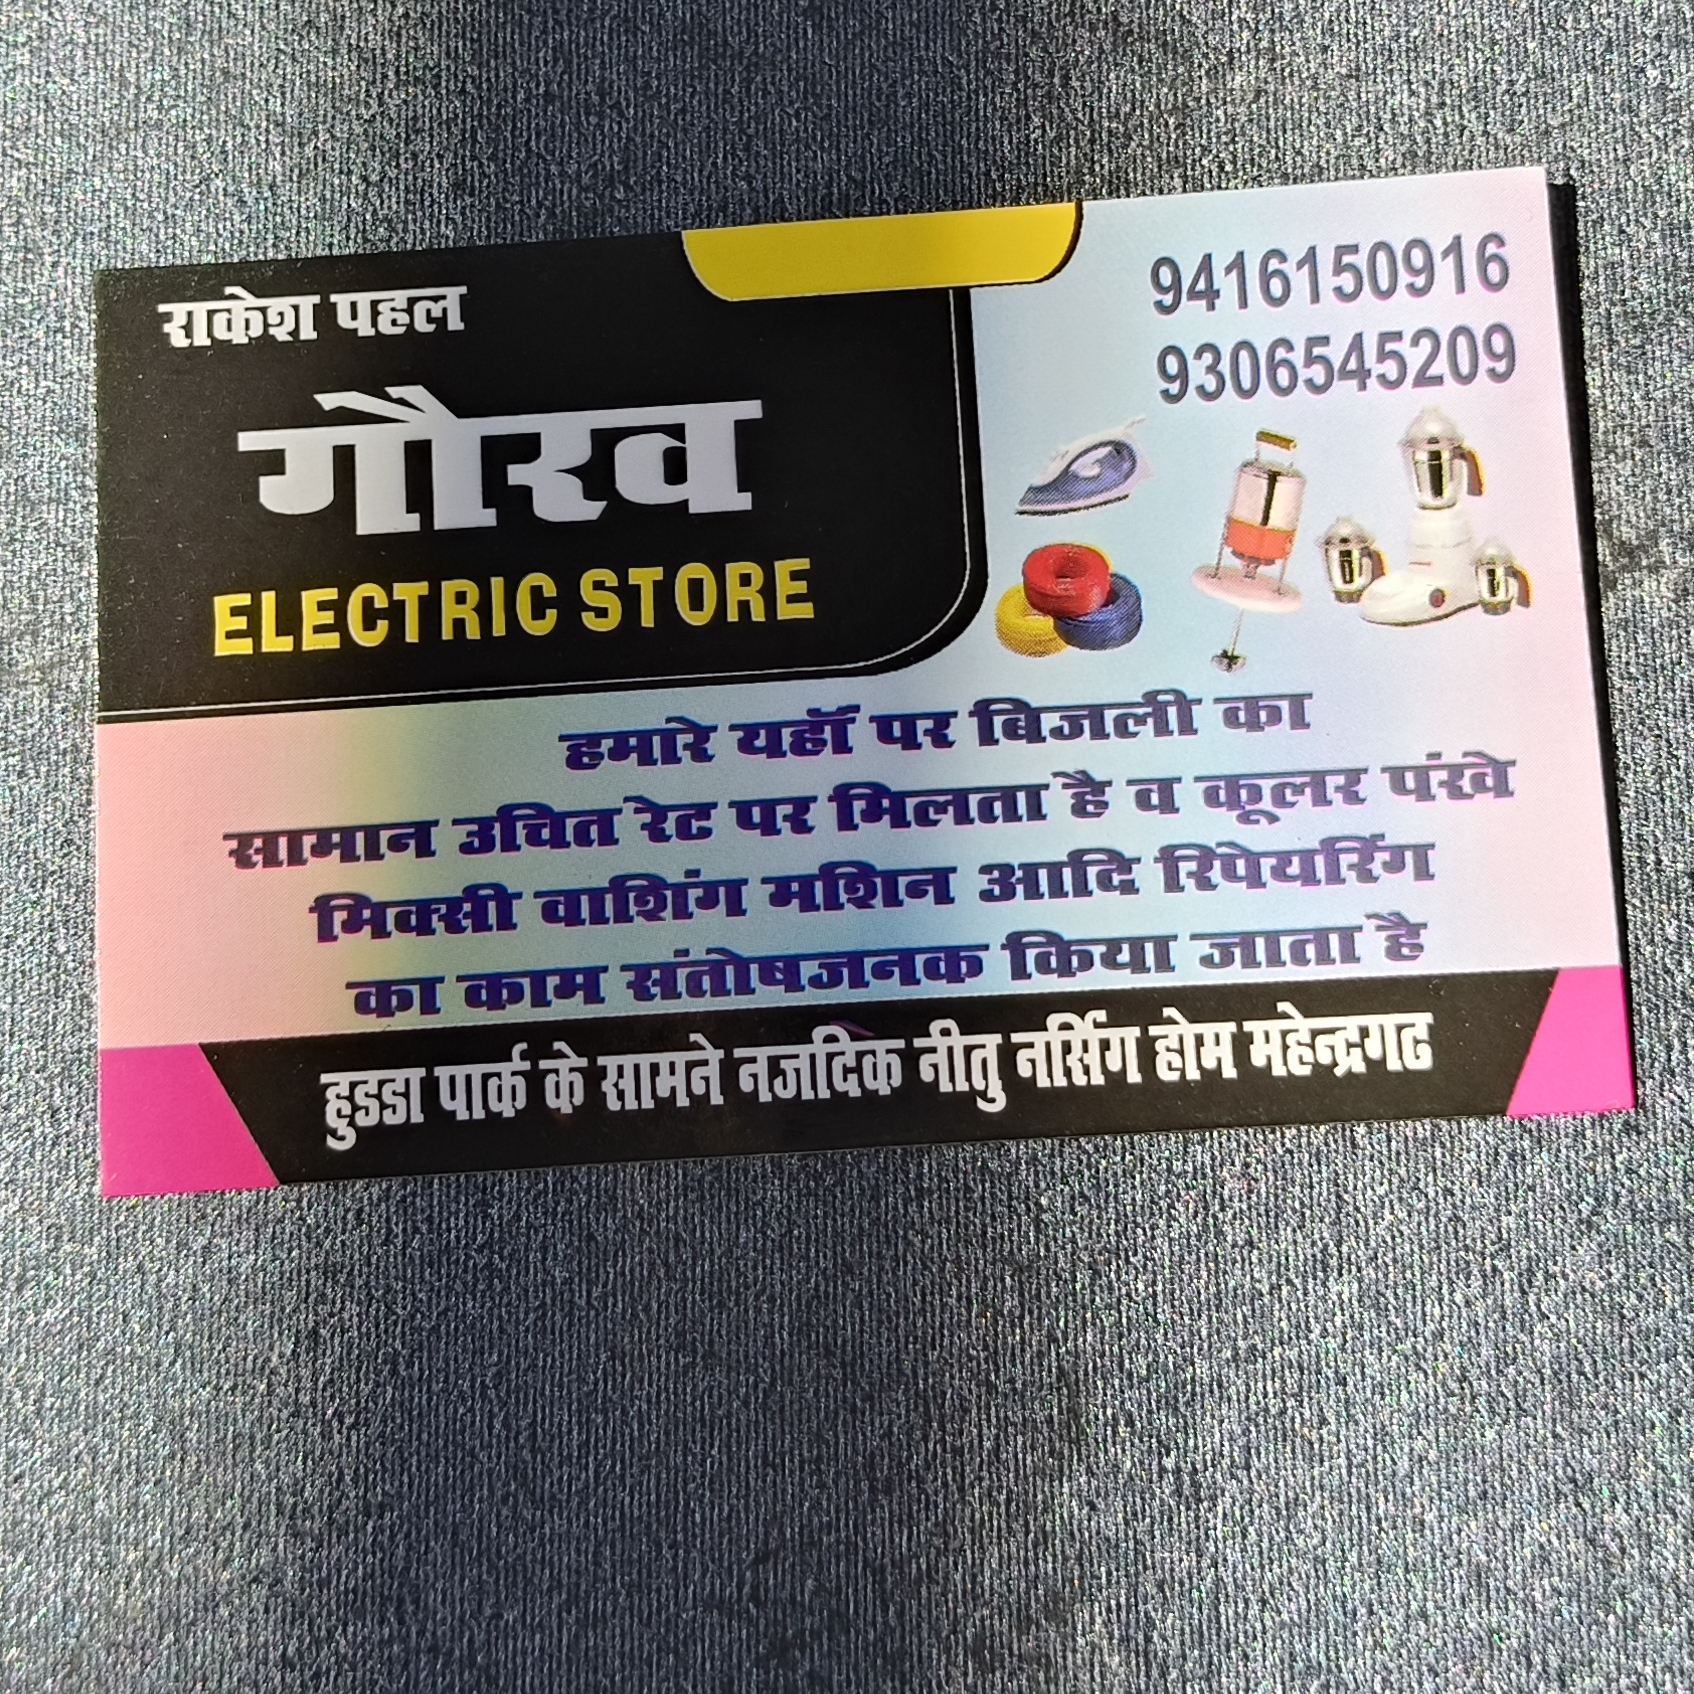 राकेश पहल
गौरव
ELECTRIC STORE
9416150916
9306545209
हमारे यहॉं पर बिजली का
सामान उचित रेट पर मिलता है व कूलर पंखे
मिक्सी वाशिंग मशिन आदि रिपेयरिंग
का काम संतोषजनक किया जाता है
हुडडा पार्क के सामने नजदिक नीतु नर्सिग होम महेन्द्रगढ